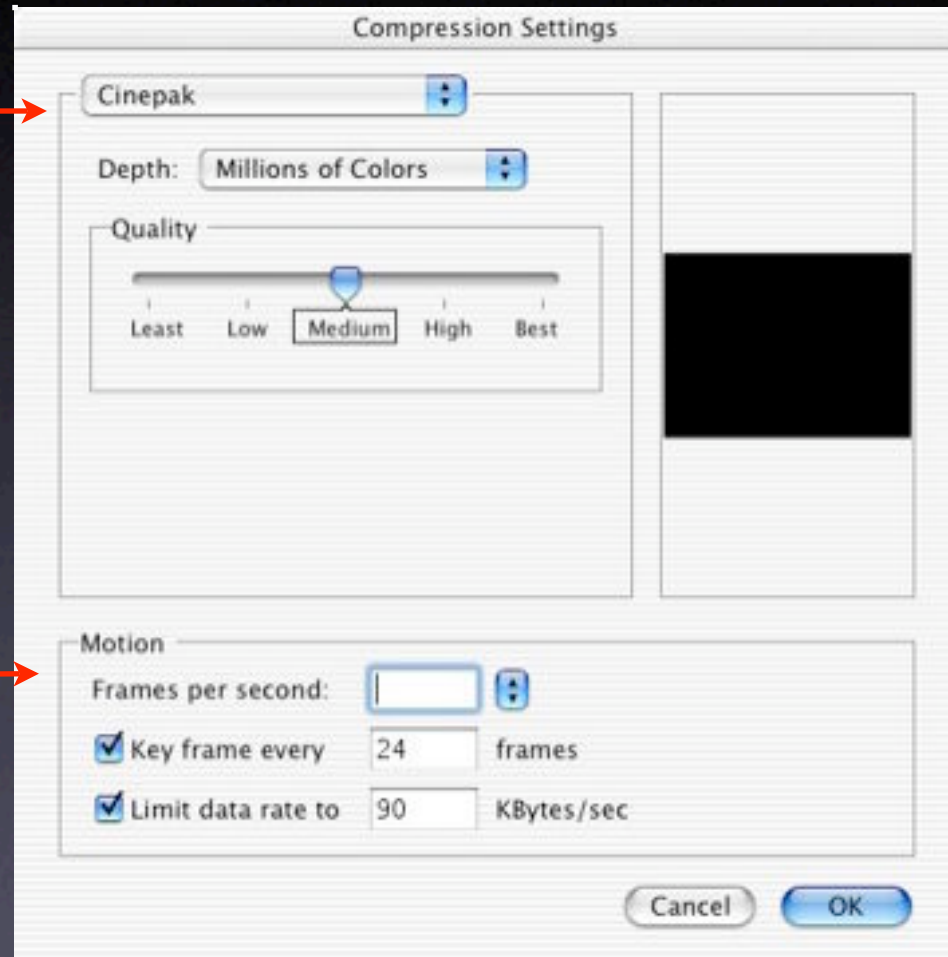 Compression Settings
Cinepak
Depth: Millions of Colors
Quality
Least Low Medium High Best
Motion
Frames per second:
Key frame every 24 frames
Limit data rate to 90 KBytes/sec
Cancel OK